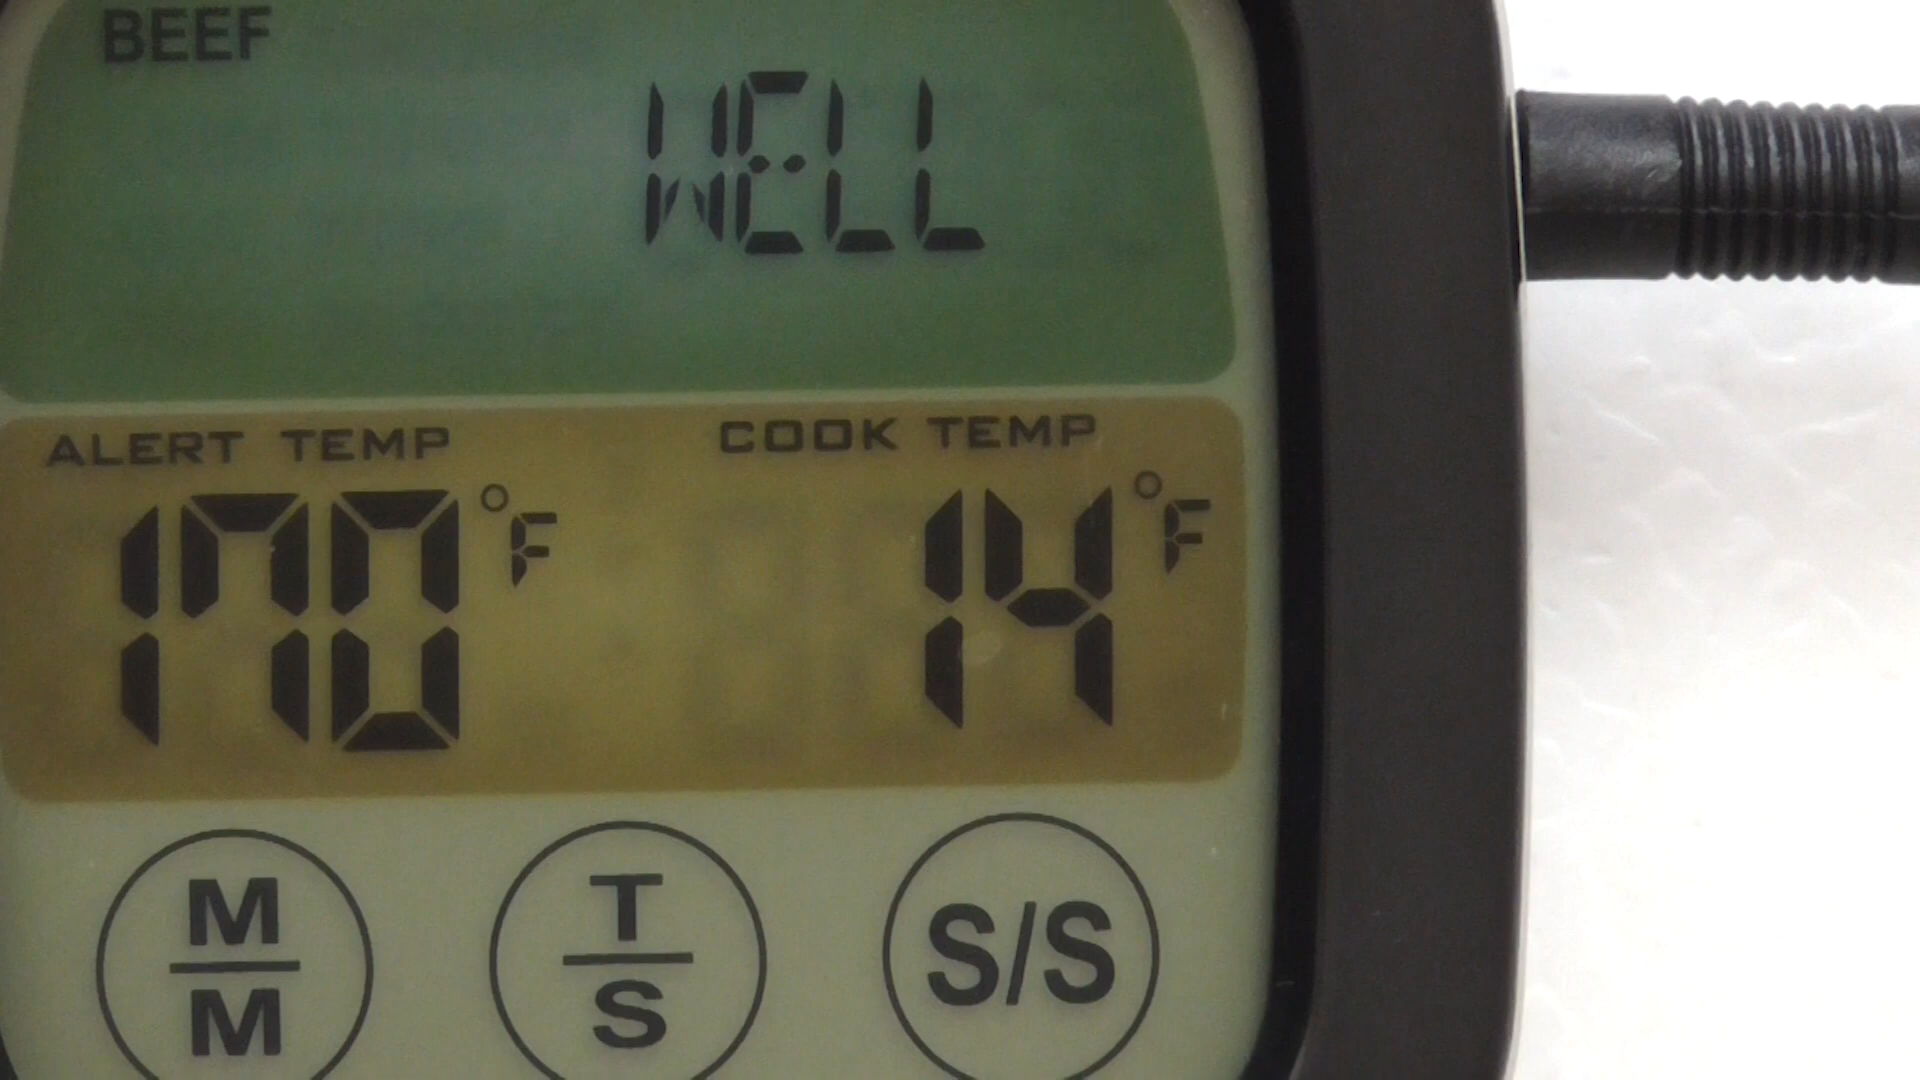 BEEF
WELL
ALERT TEMP COOK TEMP
170°F 14°F
M T S/S
M S